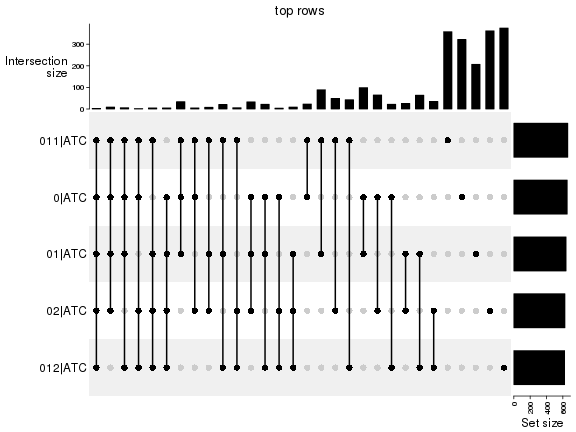 top rows
300
200
100
0
Intersection
size
011|ATC
0|ATC
01|ATC
02|ATC
012|ATC
0
200
400
600
Set size